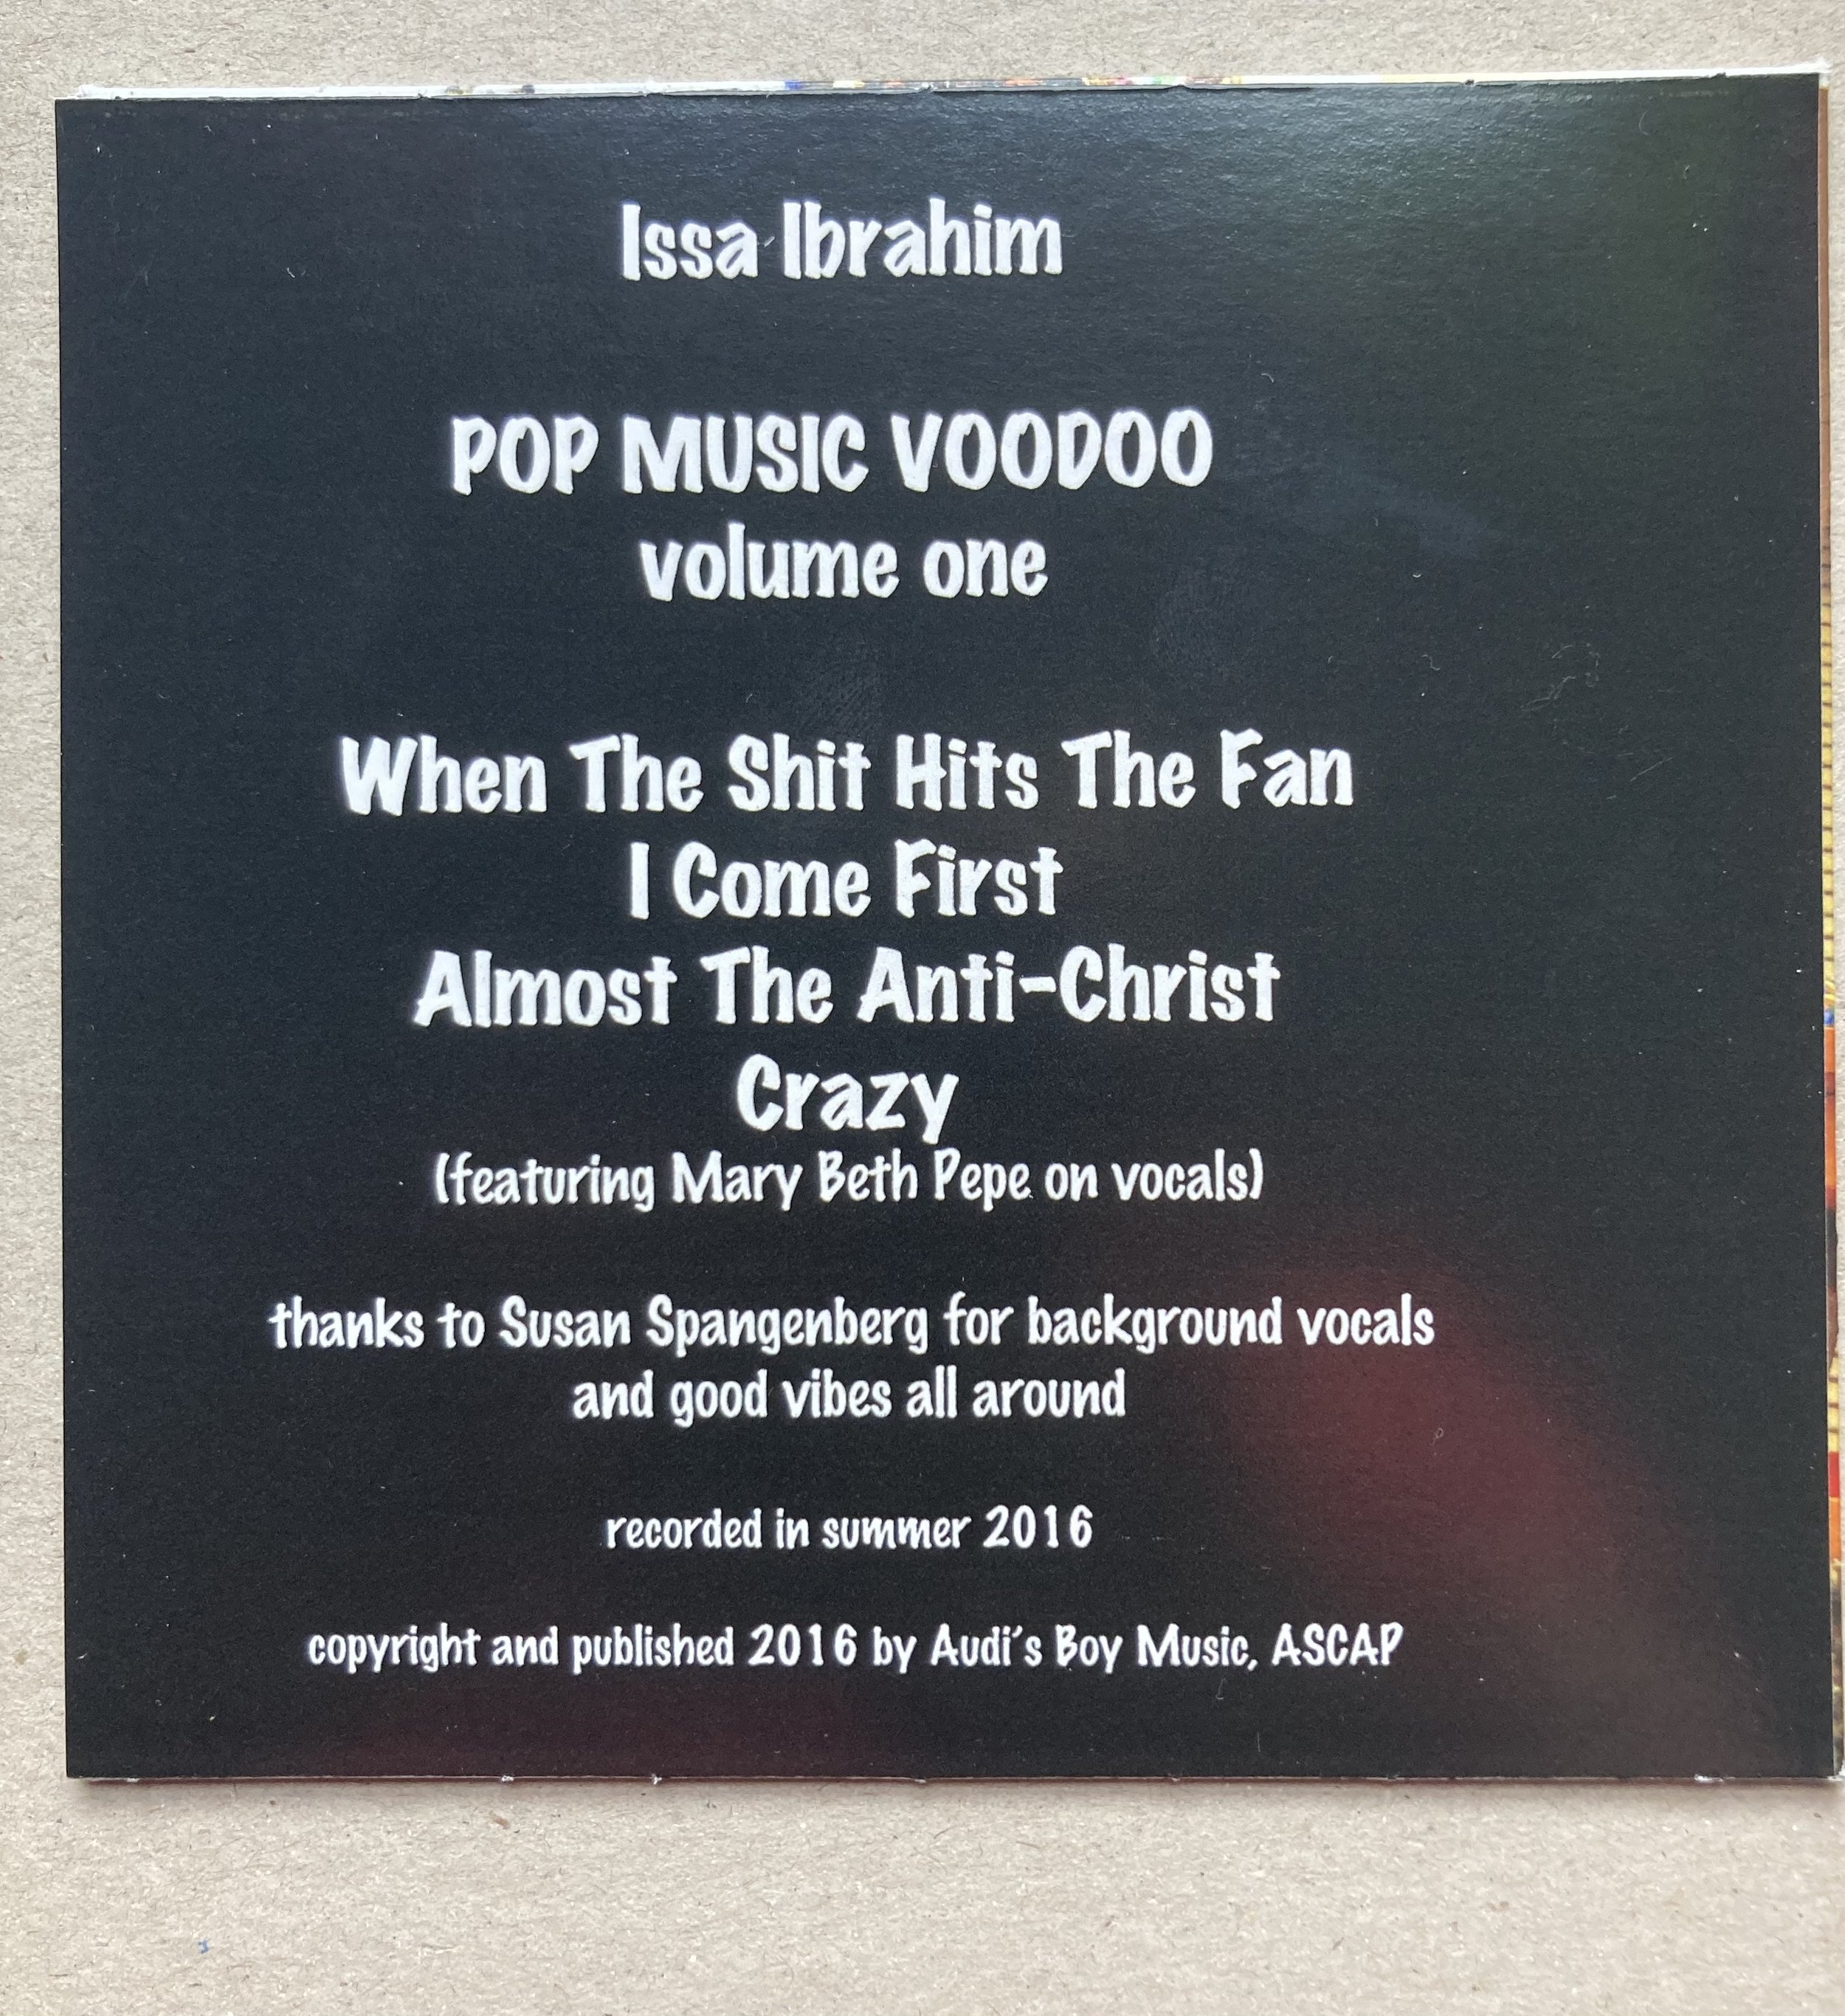 Issa Ibrahim
POP MUSIC VOODOO
volume one
When The Shit Hits The Fan
I Come First
Almost The Anti-Christ
Crazy
(featuring Mary Beth Pepe on vocals)
thanks to Susan Spangenberg for background vocals
and good vibes all around
recorded in summer 2016
copyright and published 2016 by Audi´s Boy Music, ASCAP